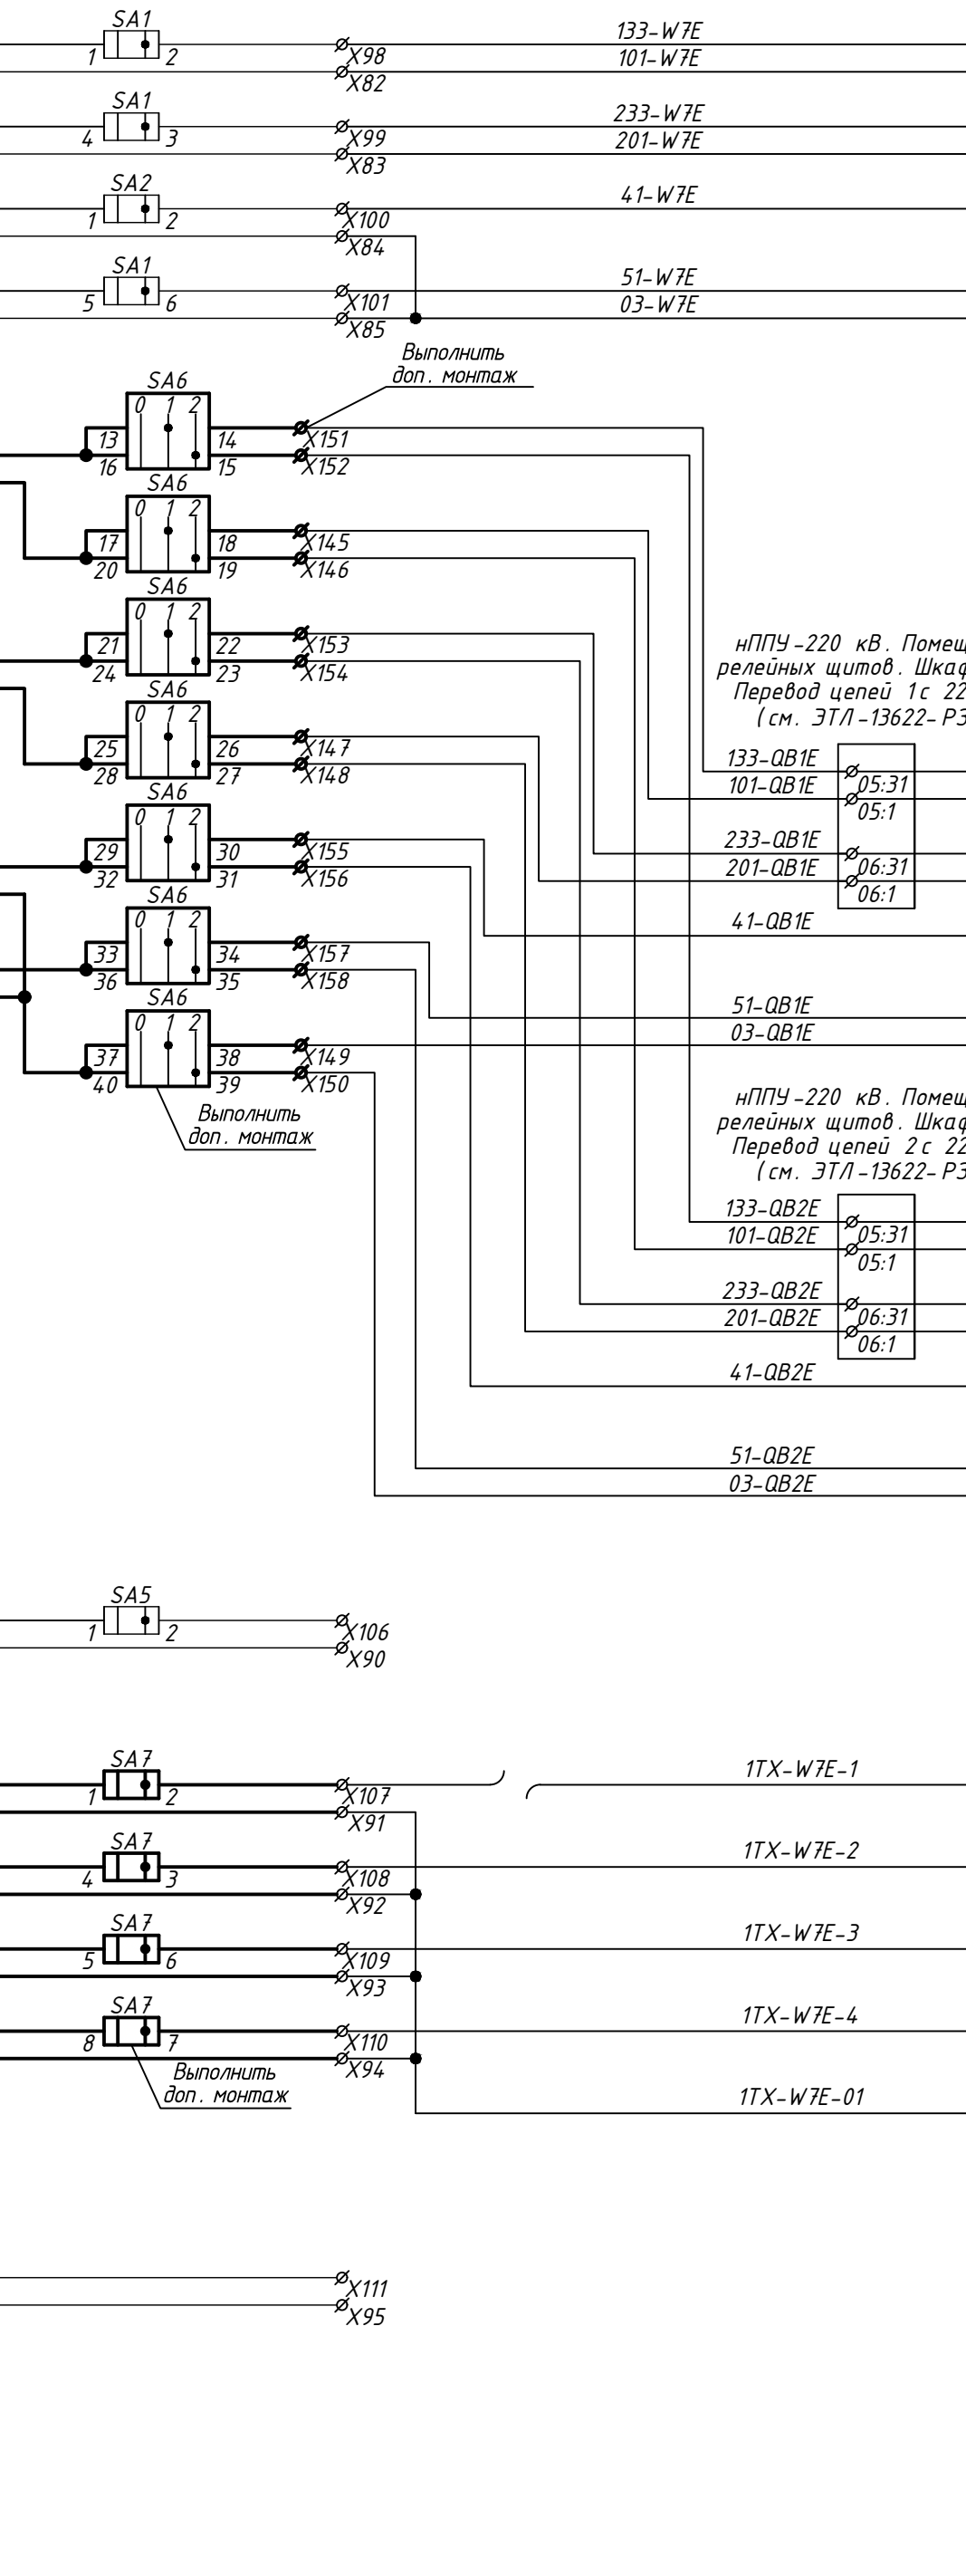 SA1
1 2
X98
133-W7E
X82
101-W7E
SA1
4 3
X99
233-W7E
X83
201-W7E
SA2
1 2
X100
41-W7E
X84
SA1
5 6
X101
51-W7E
X85
03-W7E
Выполнить
доп. монтаж
SA6
0 1 2
13 14
X151
16 15
X152
SA6
0 1 2
17 18
X145
20 19
X146
SA6
0 1 2
21 22
X153
24 23
X154
SA6
0 1 2
25 26
X147
28 27
X148
SA6
0 1 2
29 30
X155
32 31
X156
SA6
0 1 2
33 34
X157
36 35
X158
SA6
0 1 2
37 38
X149
40 39
X150
Выполнить
доп. монтаж
нППУ-220 кВ. Помещ
релейных щитов. Шкаф
Перевод цепей 1с 22
(см. ЭТЛ-13622-РЗ
133-QB1E
05:31
101-QB1E
05:1
233-QB1E
06:31
201-QB1E
06:1
41-QB1E
51-QB1E
03-QB1E
нППУ-220 кВ. Помещ
релейных щитов. Шкаф
Перевод цепей 2с 22
(см. ЭТЛ-13622-РЗ
133-QB2E
05:31
101-QB2E
05:1
233-QB2E
06:31
201-QB2E
06:1
41-QB2E
51-QB2E
03-QB2E
SA5
1 2
X106
X90
SA7
1 2
X107
1TX-W7E-1
X91
SA7
4 3
X108
1TX-W7E-2
X92
SA7
5 6
X109
1TX-W7E-3
X93
SA7
8 7
X110
1TX-W7E-4
X94
Выполнить
доп. монтаж
1TX-W7E-01
X111
X95